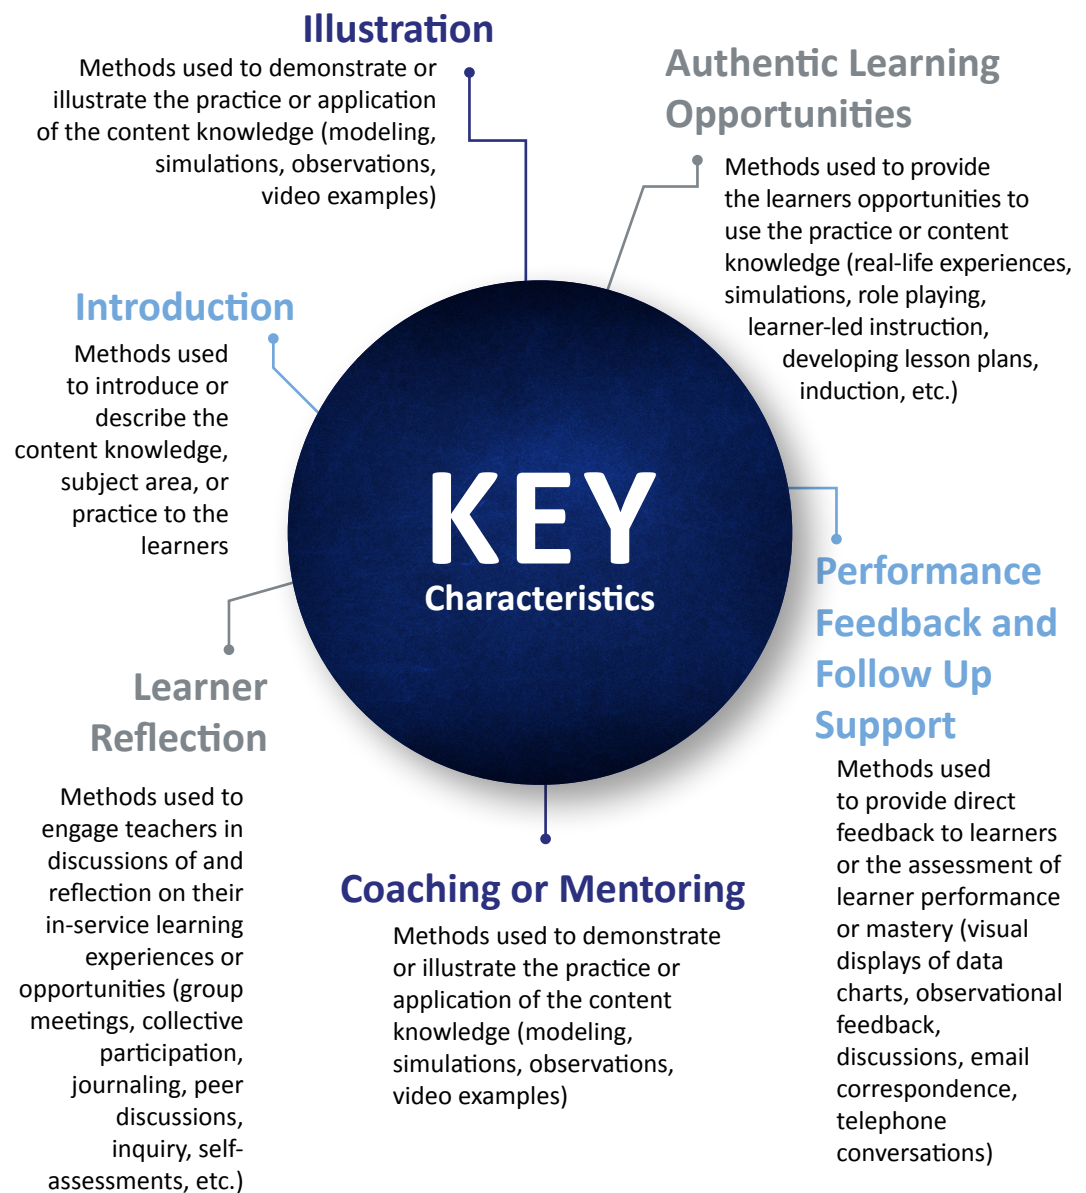 Illustration
Methods used to demonstrate or
illustrate the practice or application
of the content knowledge (modeling,
simulations, observations,
video examples)
Authentic Learning
Opportunities
Methods used to provide
the learners opportunities to
use the practice or content
knowledge (real-life experiences,
simulations, role playing,
learner-led instruction,
developing lesson plans,
induction, etc.)
Introduction
Methods used
to introduce or
describe the
content knowledge,
subject area, or
practice to the
learners
KEY
Characteristics
Performance
Feedback and
Follow Up
Support
Methods used
to provide direct
feedback to learners
or the assessment of
learner performance
or mastery (visual
displays of data
charts, observational
feedback,
discussions, email
correspondence,
telephone
conversations)
Learner
Reflection
Methods used to
engage teachers in
discussions of and
reflection on their
in-service learning
experiences or
opportunities (group
meetings, collective
participation,
journaling, peer
discussions,
inquiry, self-
assessments, etc.)
Coaching or Mentoring
Methods used to demonstrate
or illustrate the practice or
application of the content
knowledge (modeling,
simulations, observations,
video examples)